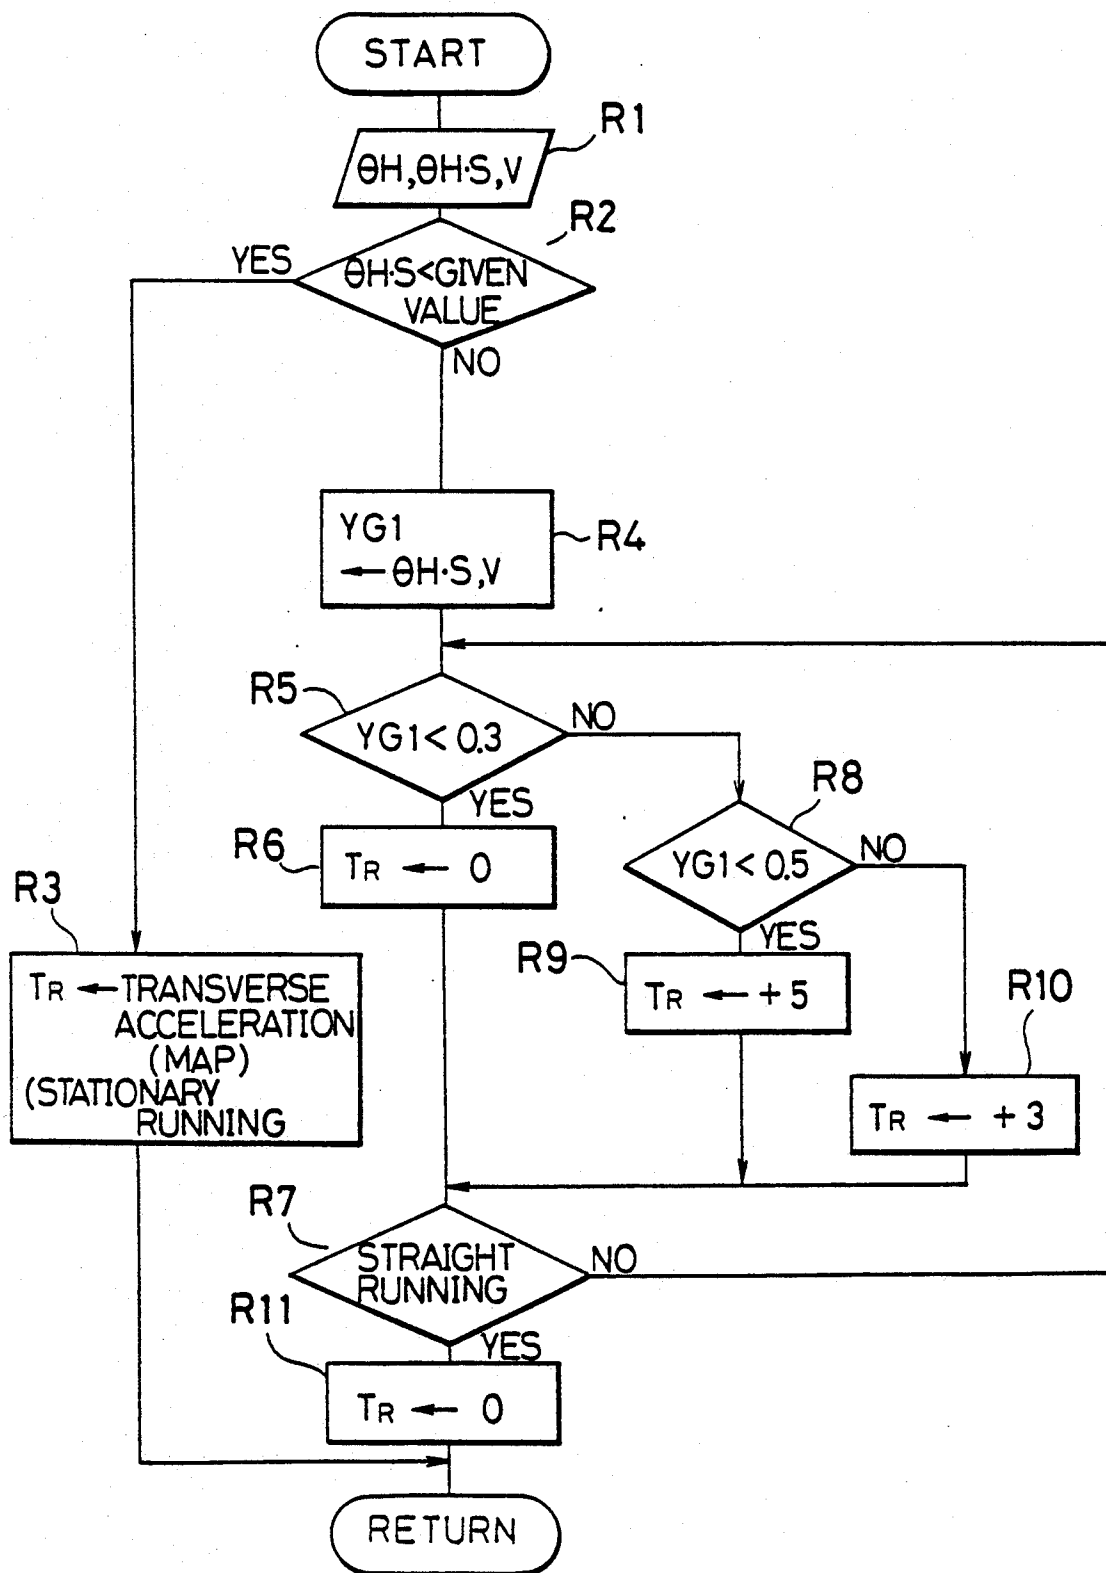 START
R1
ΘH,ΘH·S,V
R2
YES
ΘH·S<GIVEN
VALUE
NO
YG1
←ΘH·S,V
R4
R5
YG1<0.3
NO
YES
R8
R6
TR ← 0
YG1<0.5
NO
YES
R3
R9
TR ← +5
R10
TR ←TRANSVERSE
ACCELERATION
(MAP)
(STATIONARY
RUNNING
TR ← +3
R7
STRAIGHT
RUNNING
NO
R11
YES
TR ← 0
RETURN